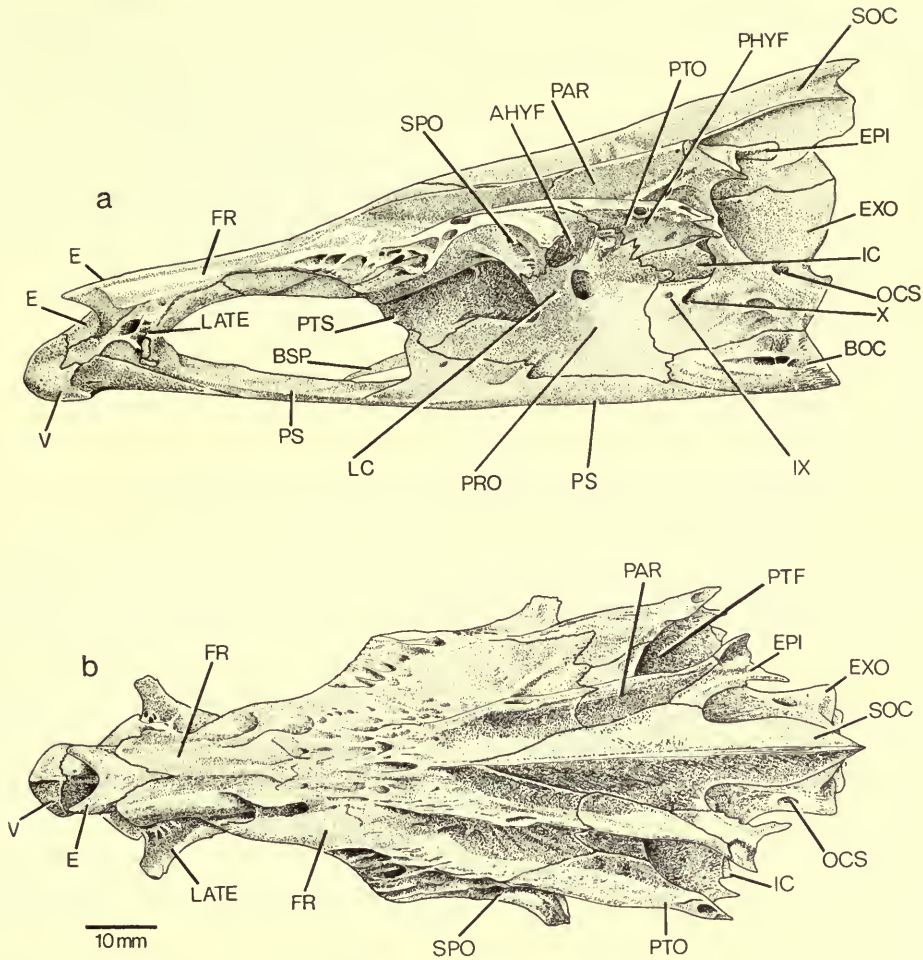 SOC
PHYF
PTO
PAR
AHYF
SPO
EPI
a
EXO
FR
E
IC
E
OCS
LATE
X
PTS
BSP
BOC
V
PS
LC
PRO
PS
IX
PAR
PTF
b
FR
EPI
EXO
SOC
V
E
OCS
LATE
FR
IC
SPO
PTO
10mm